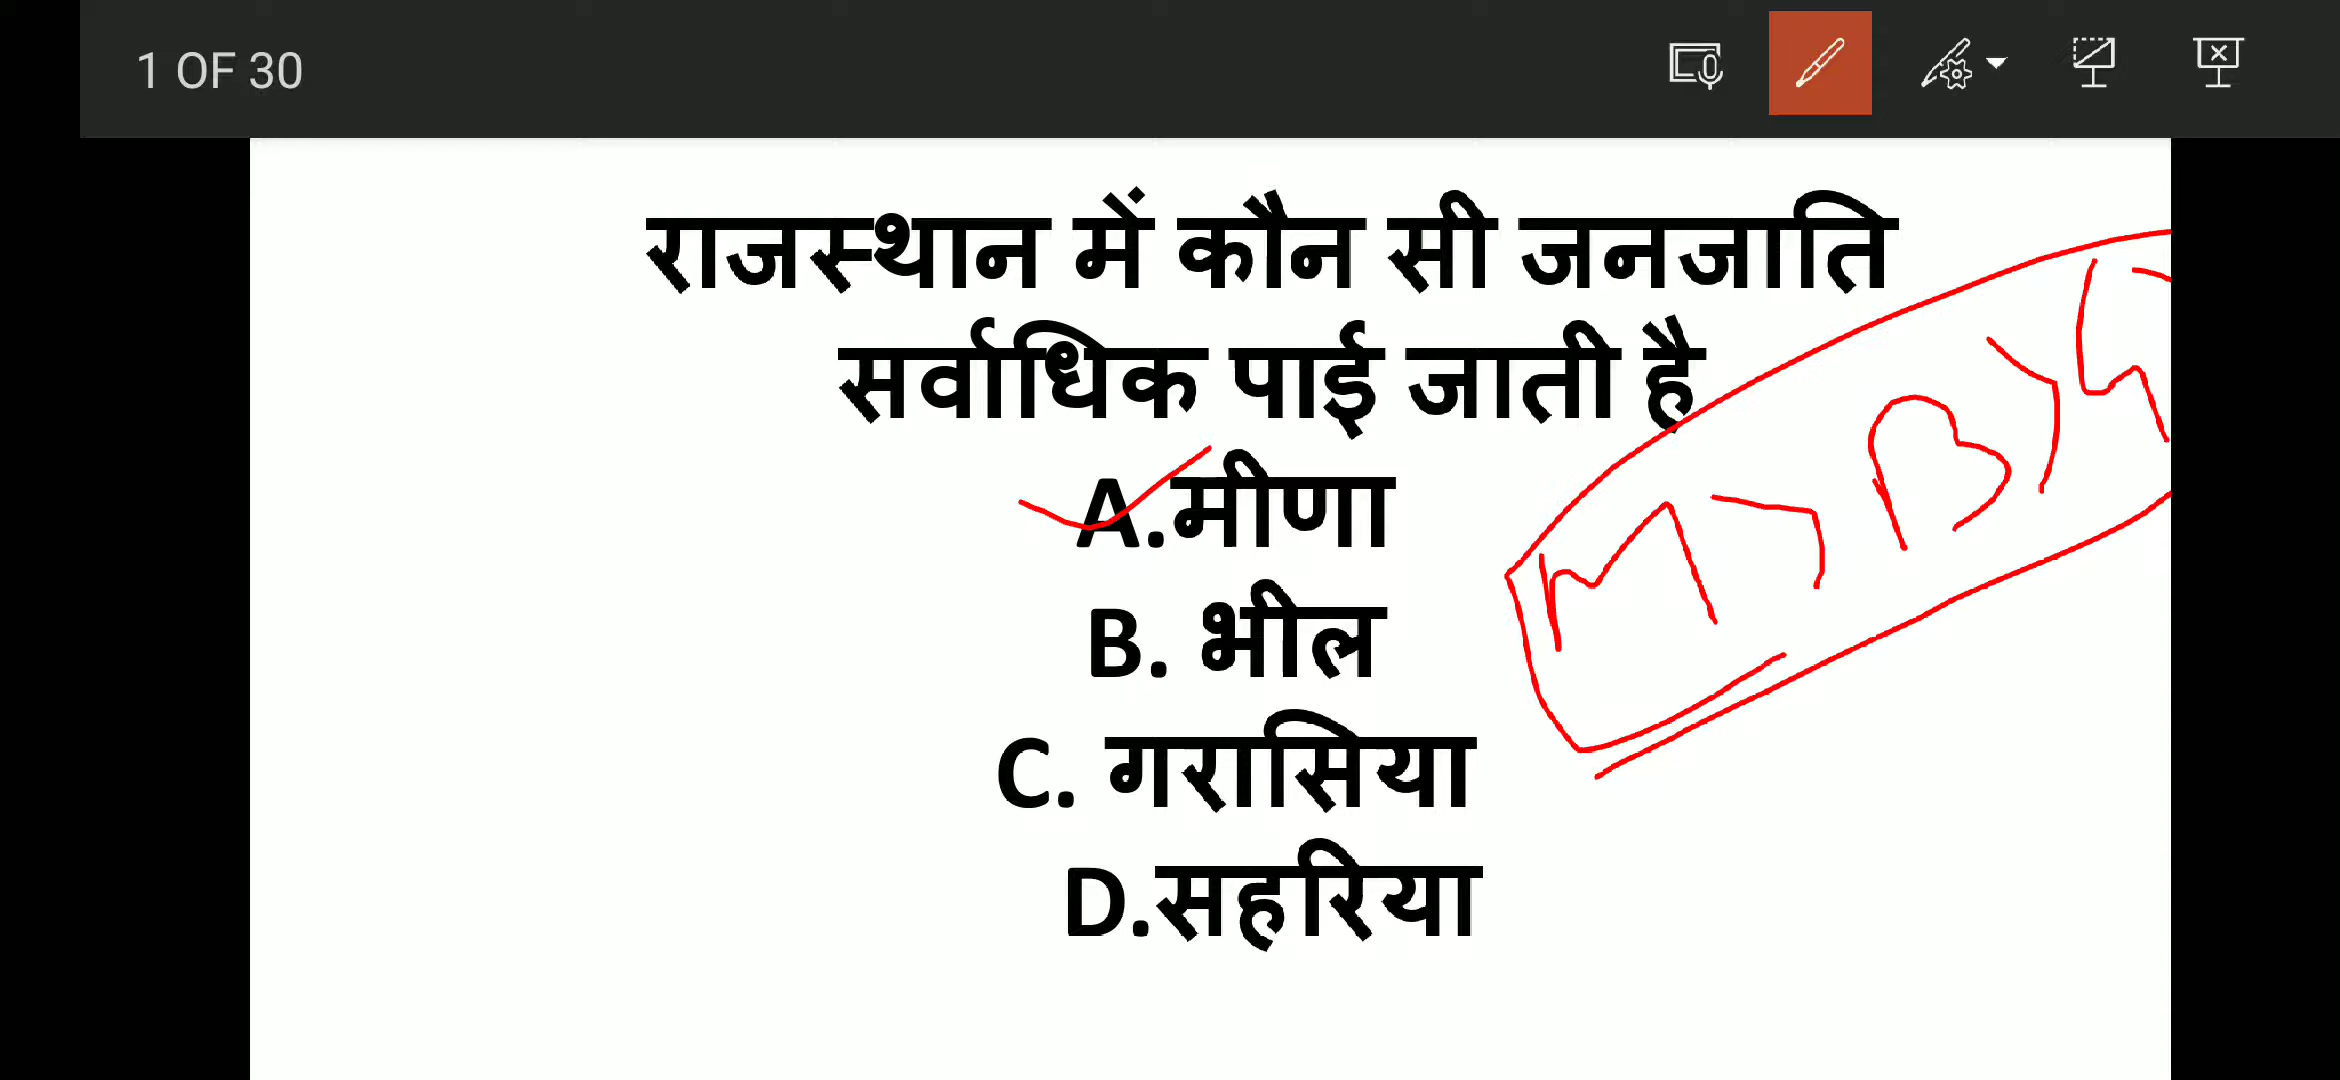 1 OF 30
राजस्थान में कौन सी जनजाति
सर्वाधिक पाई जाती है
A.मीणा
B. भील
C. गरासिया
D.सहरिया
M > B > G